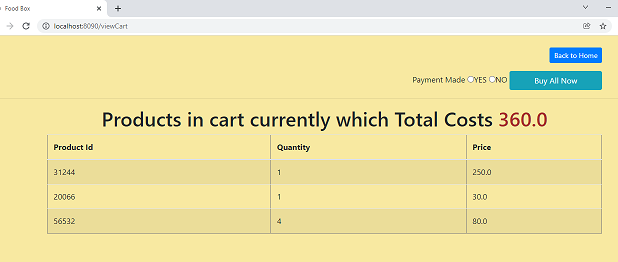 Food Box
localhost:8090/viewCart
Back to Home
Payment Made YES NO Buy All Now
Products in cart currently which Total Costs 360.0
Product Id Quantity Price
31244 1 250.0
20066 1 30.0
56532 4 80.0